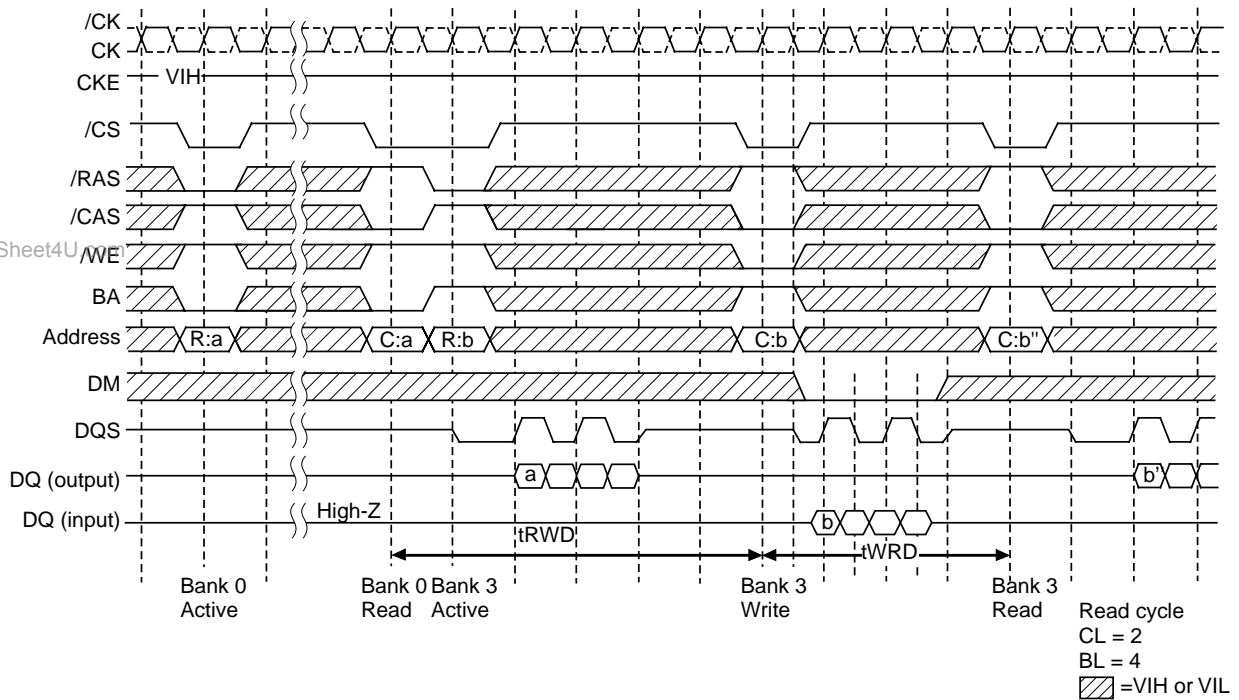 /CK
CK
CKE
VIH
/CS
/RAS
/CAS
Sheet4U.com
/WE
BA
Address
R:a
C:a
R:b
C:b
C:b"
DM
DQS
DQ (output)
a
b'
DQ (input)
High-Z
b
tRWD
tWRD
Bank 0
Active
Bank 0
Read
Bank 3
Active
Bank 3
Write
Bank 3
Read
Read cycle
CL = 2
BL = 4
=VIH or VIL